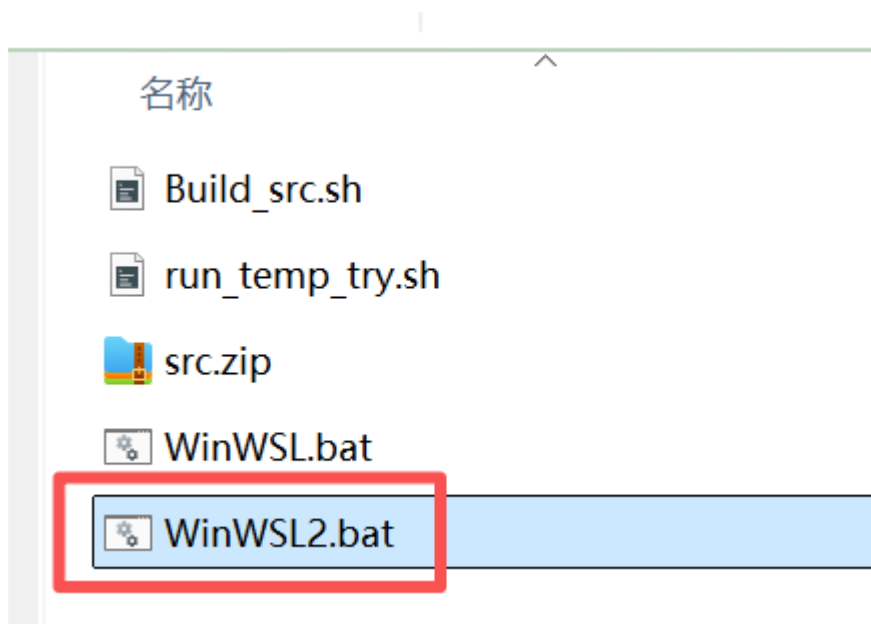 名称
Build_src.sh
run_temp_try.sh
src.zip
WinWSL.bat
WinWSL2.bat